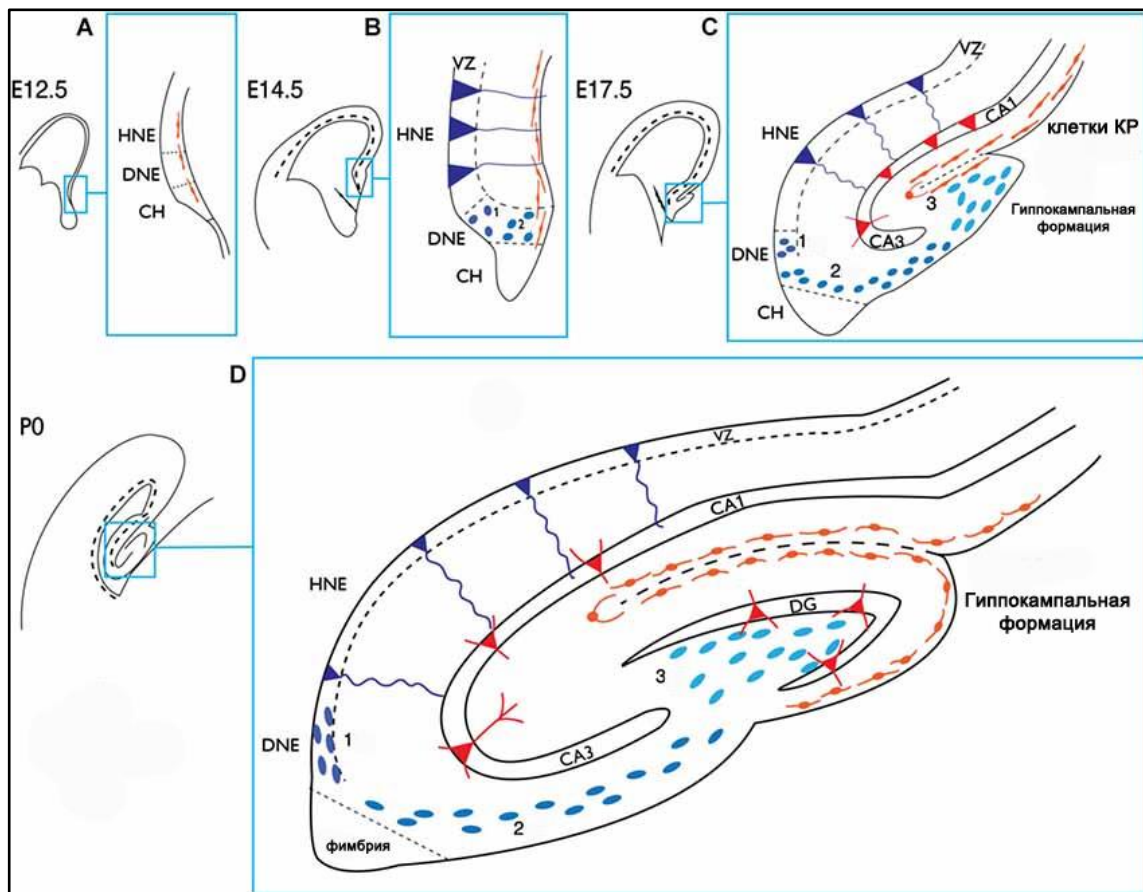 A
E12.5
HNE
DNE
CH
B
E14.5
VZ
HNE
1
2
DNE
CH
C
E17.5
VZ
HNE
CA1
клетки КР
3
Гиппокампальная
формация
CA3
1
DNE
2
CH
D
P0
VZ
CA1
HNE
DG
Гиппокампальная
формация
3
DNE
1
CA3
2
фимбрия